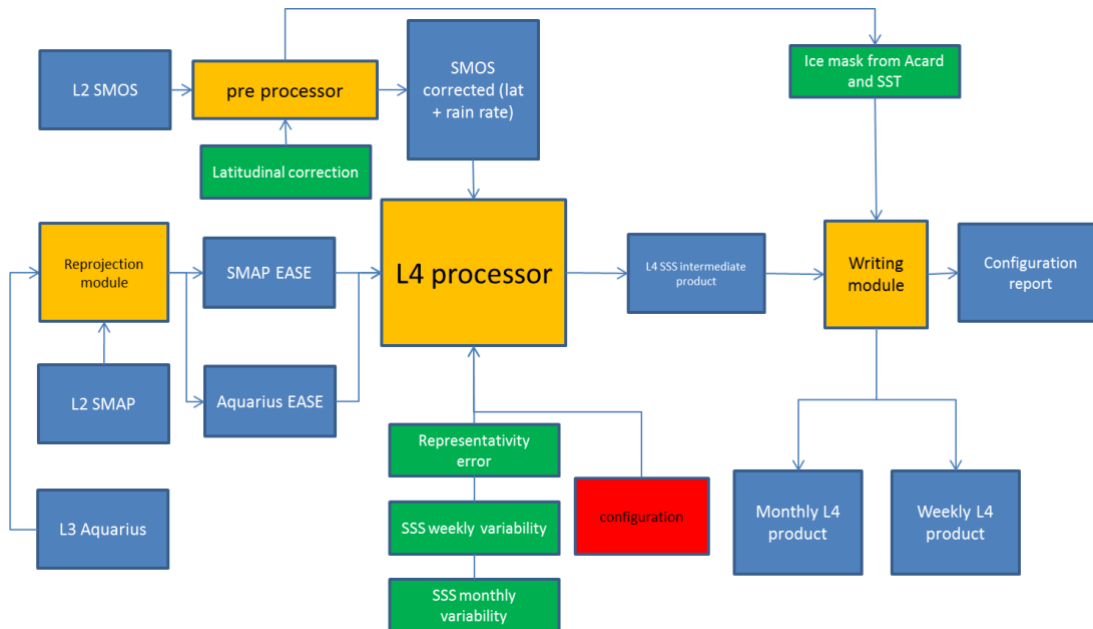 L2 SMOS
pre processor
SMOS
corrected (lat
+ rain rate)
Ice mask from Acard
and SST
Latitudinal correction
Reprojection
module
SMAP EASE
L4 processor
L4 SSS intermediate
product
Writing
module
Configuration
report
L2 SMAP
Aquarius EASE
Representativity
error
L3 Aquarius
SSS weekly variability
configuration
Monthly L4
product
Weekly L4
product
SSS monthly
variability